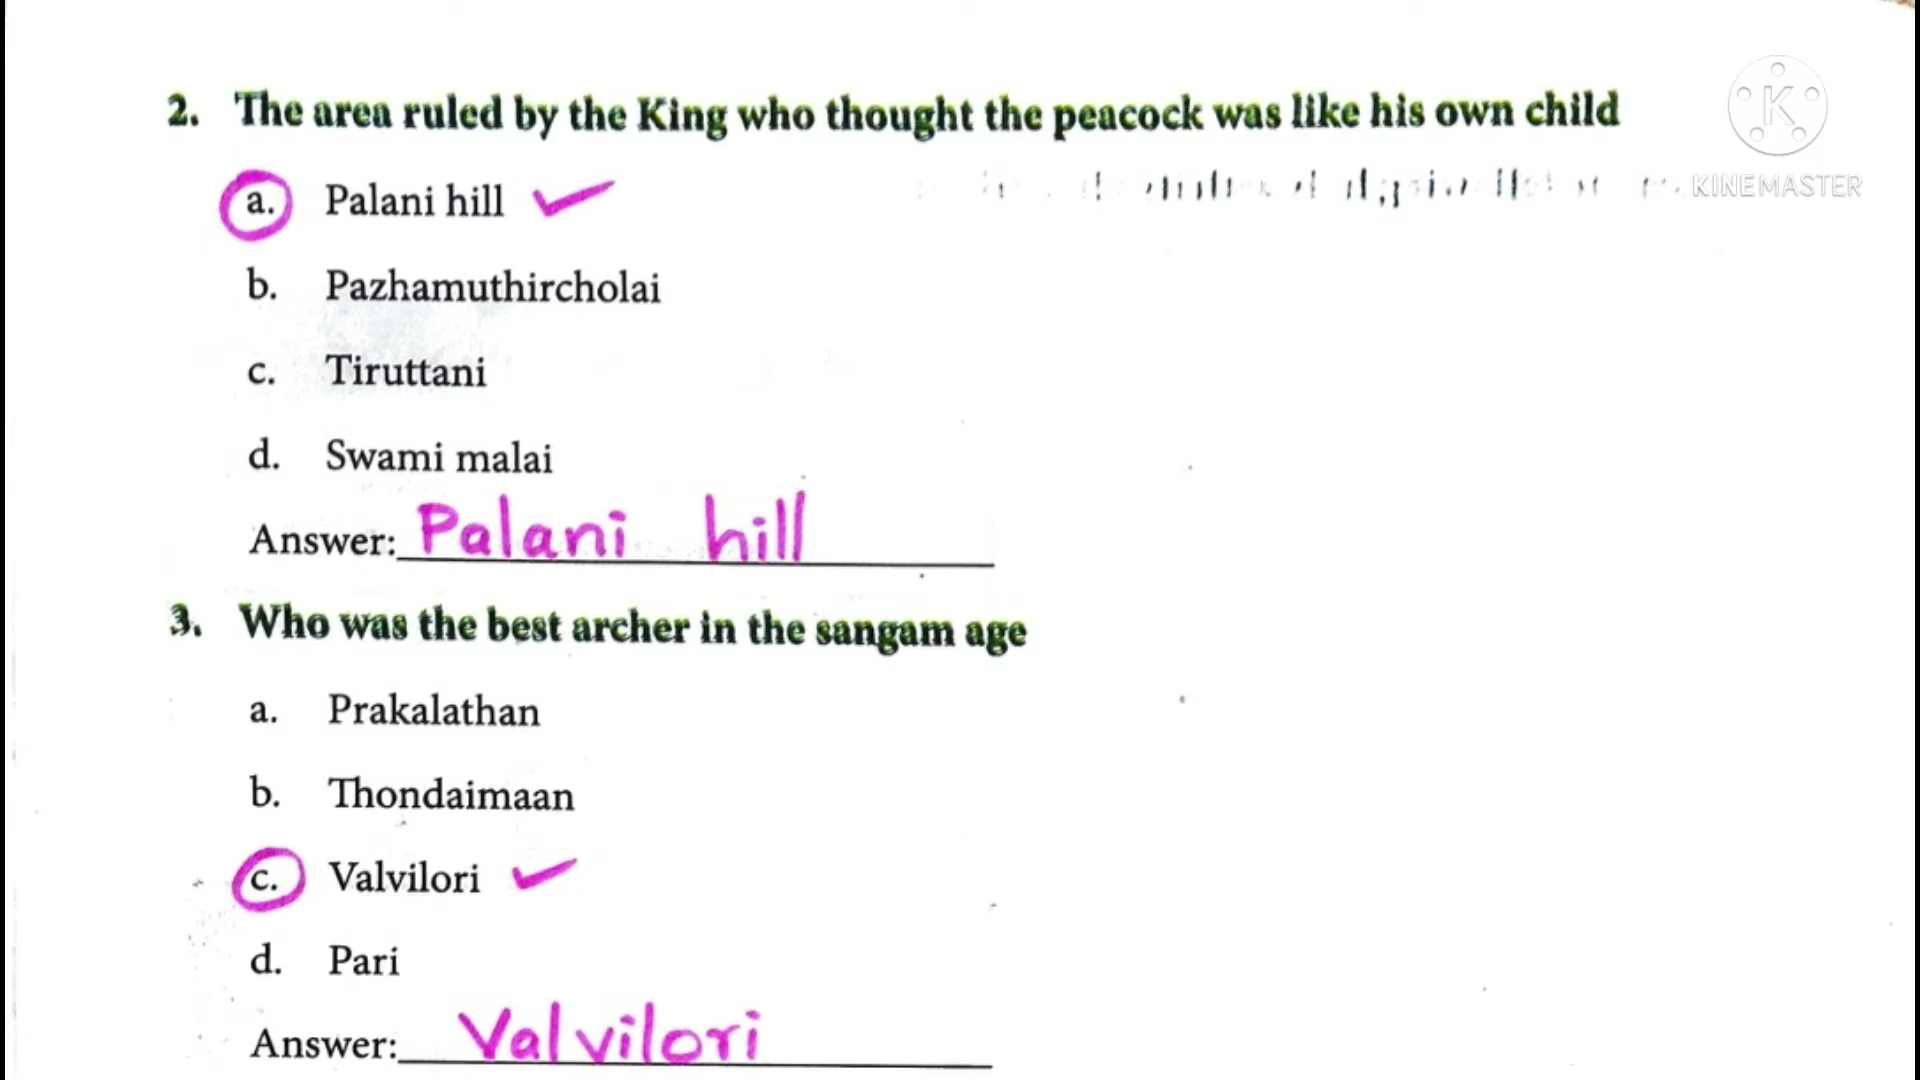 2. The area ruled by the King who thought the peacock was like his own child
a. Palani hill
b. Pazhamuthircholai
c. Tiruttani
d. Swami malai
Answer: Palani hill
3. Who was the best archer in the sangam age
a. Prakalathan
b. Thondaimaan
c. Valvilori
d. Pari
Answer: Valvilori
K
KINEMASTER